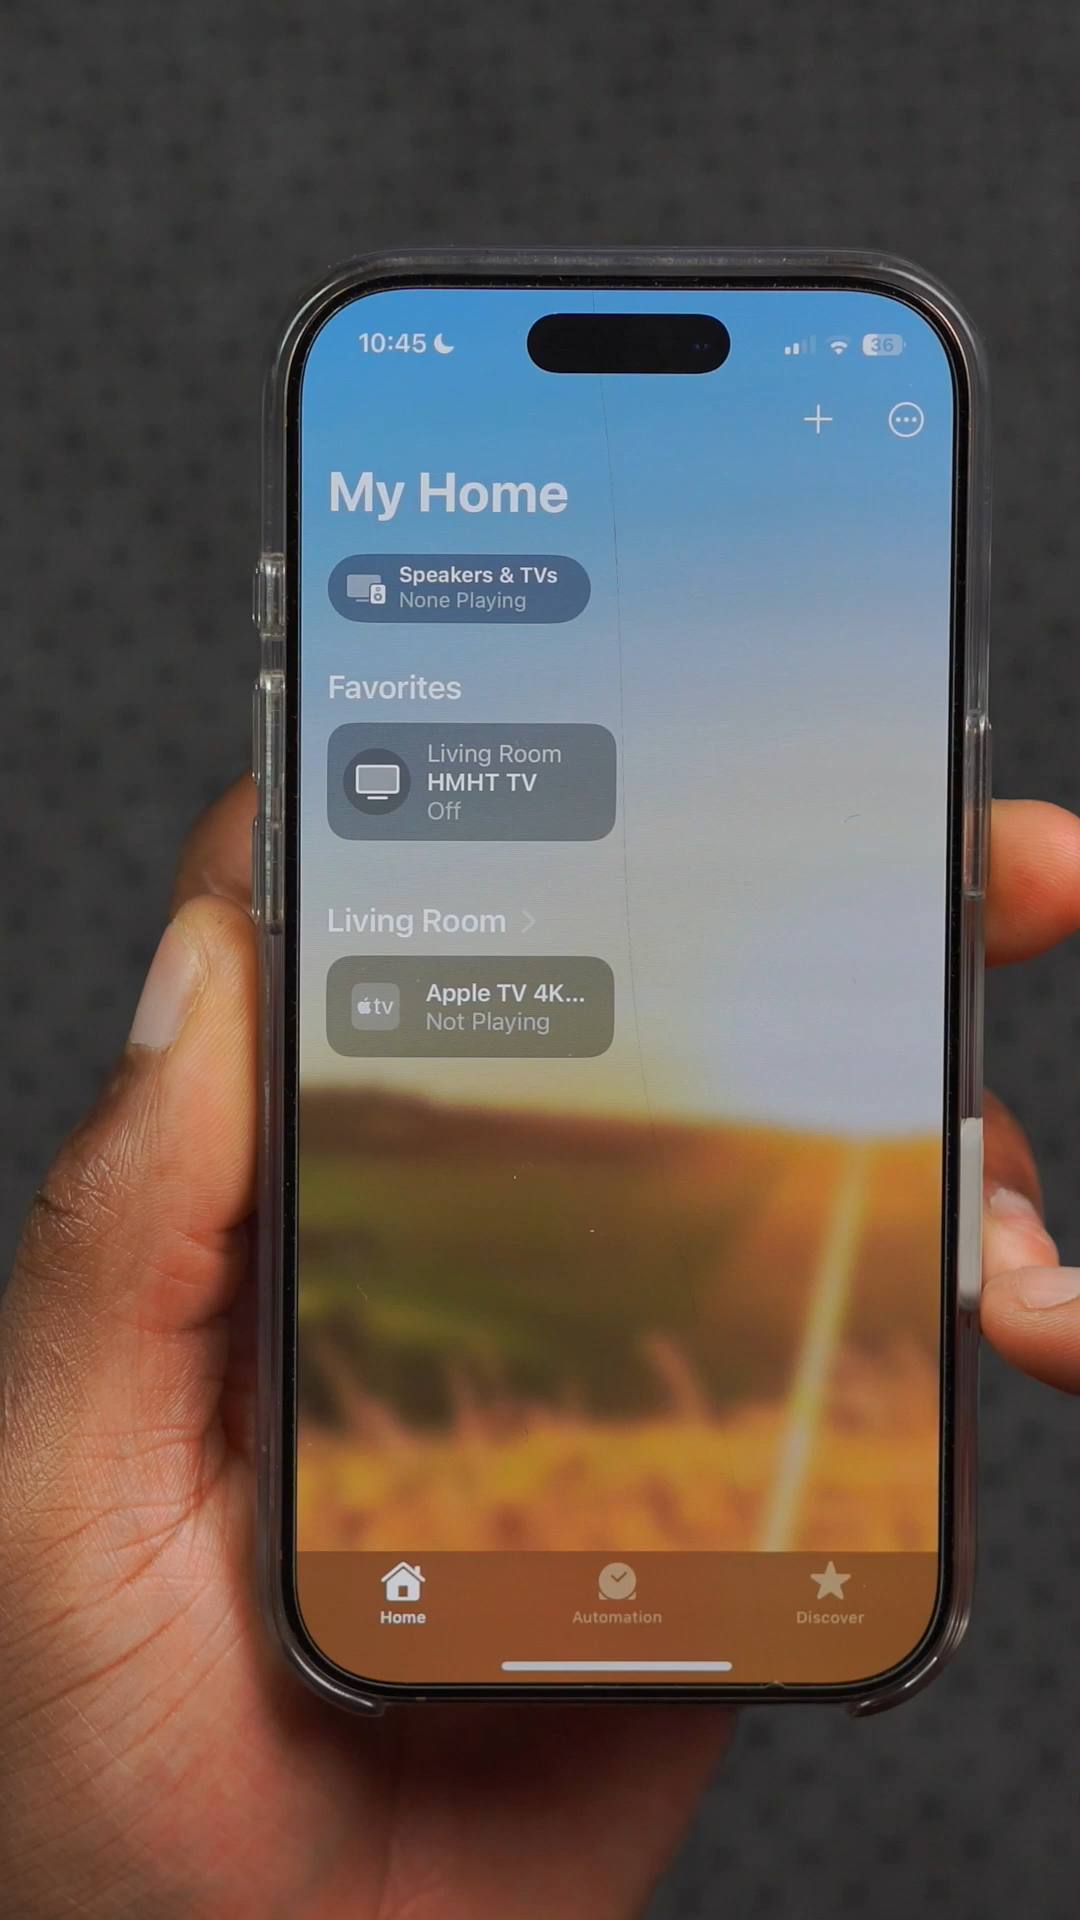 10:45
36
My Home
Speakers & TVs
None Playing
Favorites
Living Room
HMHT TV
Off
Living Room
tv
Apple TV 4K...
Not Playing
Home
Automation
Discover